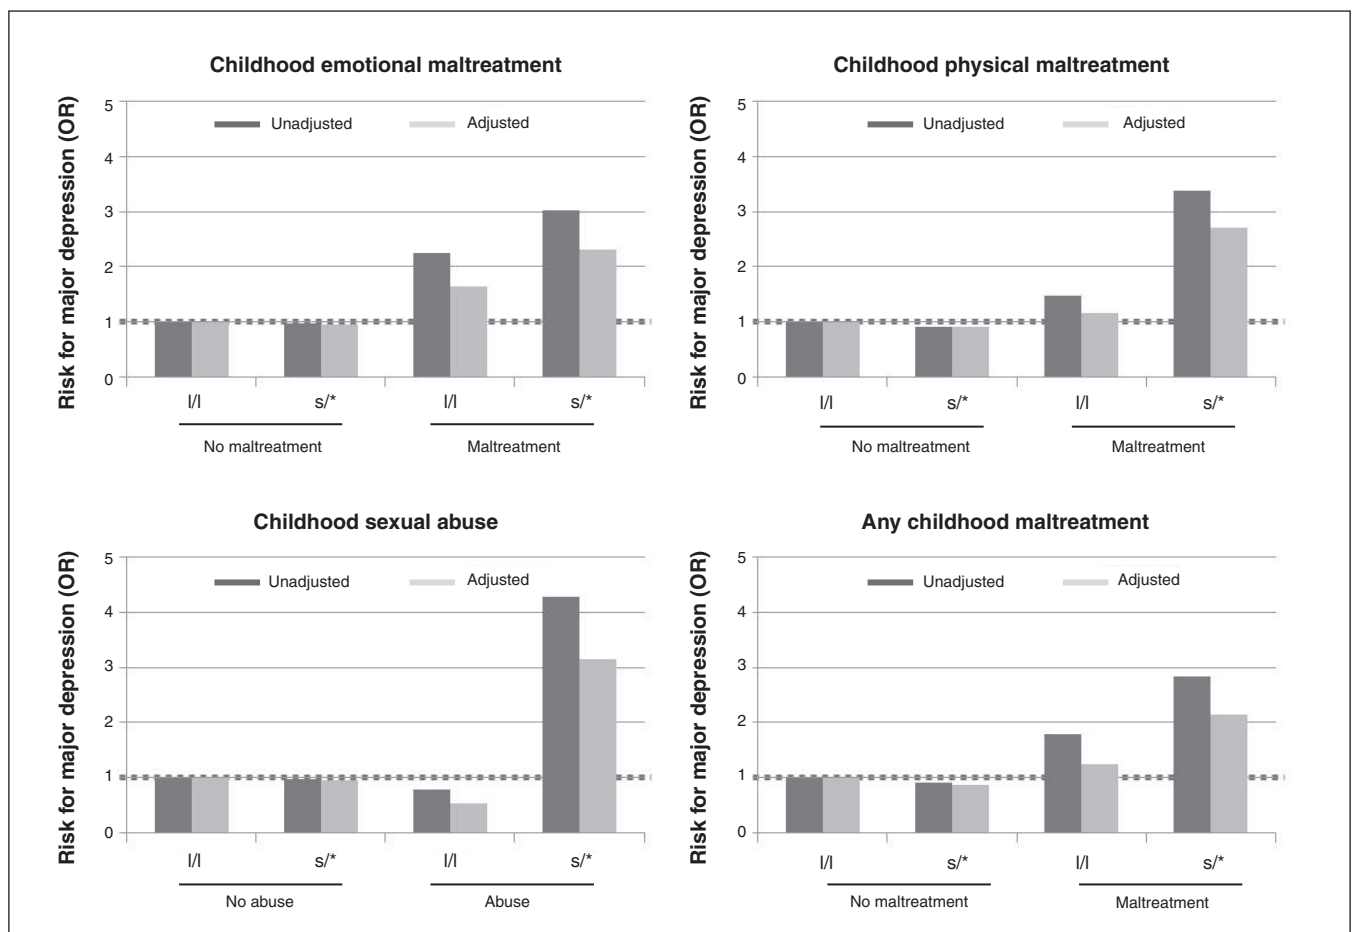 Childhood emotional maltreatment
Risk for major depression (OR)
5
4
3
2
1
0
Unadjusted Adjusted
l/l s/* l/l s/*
No maltreatment Maltreatment
Childhood physical maltreatment
Risk for major depression (OR)
5
4
3
2
1
0
Unadjusted Adjusted
l/l s/* l/l s/*
No maltreatment Maltreatment
Childhood sexual abuse
Risk for major depression (OR)
5
4
3
2
1
0
Unadjusted Adjusted
l/l s/* l/l s/*
No abuse Abuse
Any childhood maltreatment
Risk for major depression (OR)
5
4
3
2
1
0
Unadjusted Adjusted
l/l s/* l/l s/*
No maltreatment Maltreatment